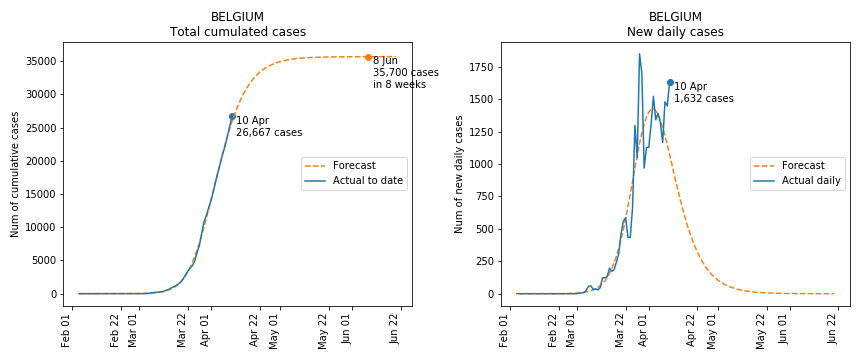 BELGIUM
Total cumulated cases
Num of cumulative cases
35000
30000
25000
20000
15000
10000
5000
0
8 Jun
35,700 cases
in 8 weeks
10 Apr
26,667 cases
Forecast
Actual to date
Feb 01
Feb 22
Mar 01
Mar 22
Apr 01
Apr 22
May 01
May 22
Jun 01
Jun 22
BELGIUM
New daily cases
Num of new daily cases
1750
1500
1250
1000
750
500
250
0
10 Apr
1,632 cases
Forecast
Actual daily
Feb 01
Feb 22
Mar 01
Mar 22
Apr 01
Apr 22
May 01
May 22
Jun 01
Jun 22